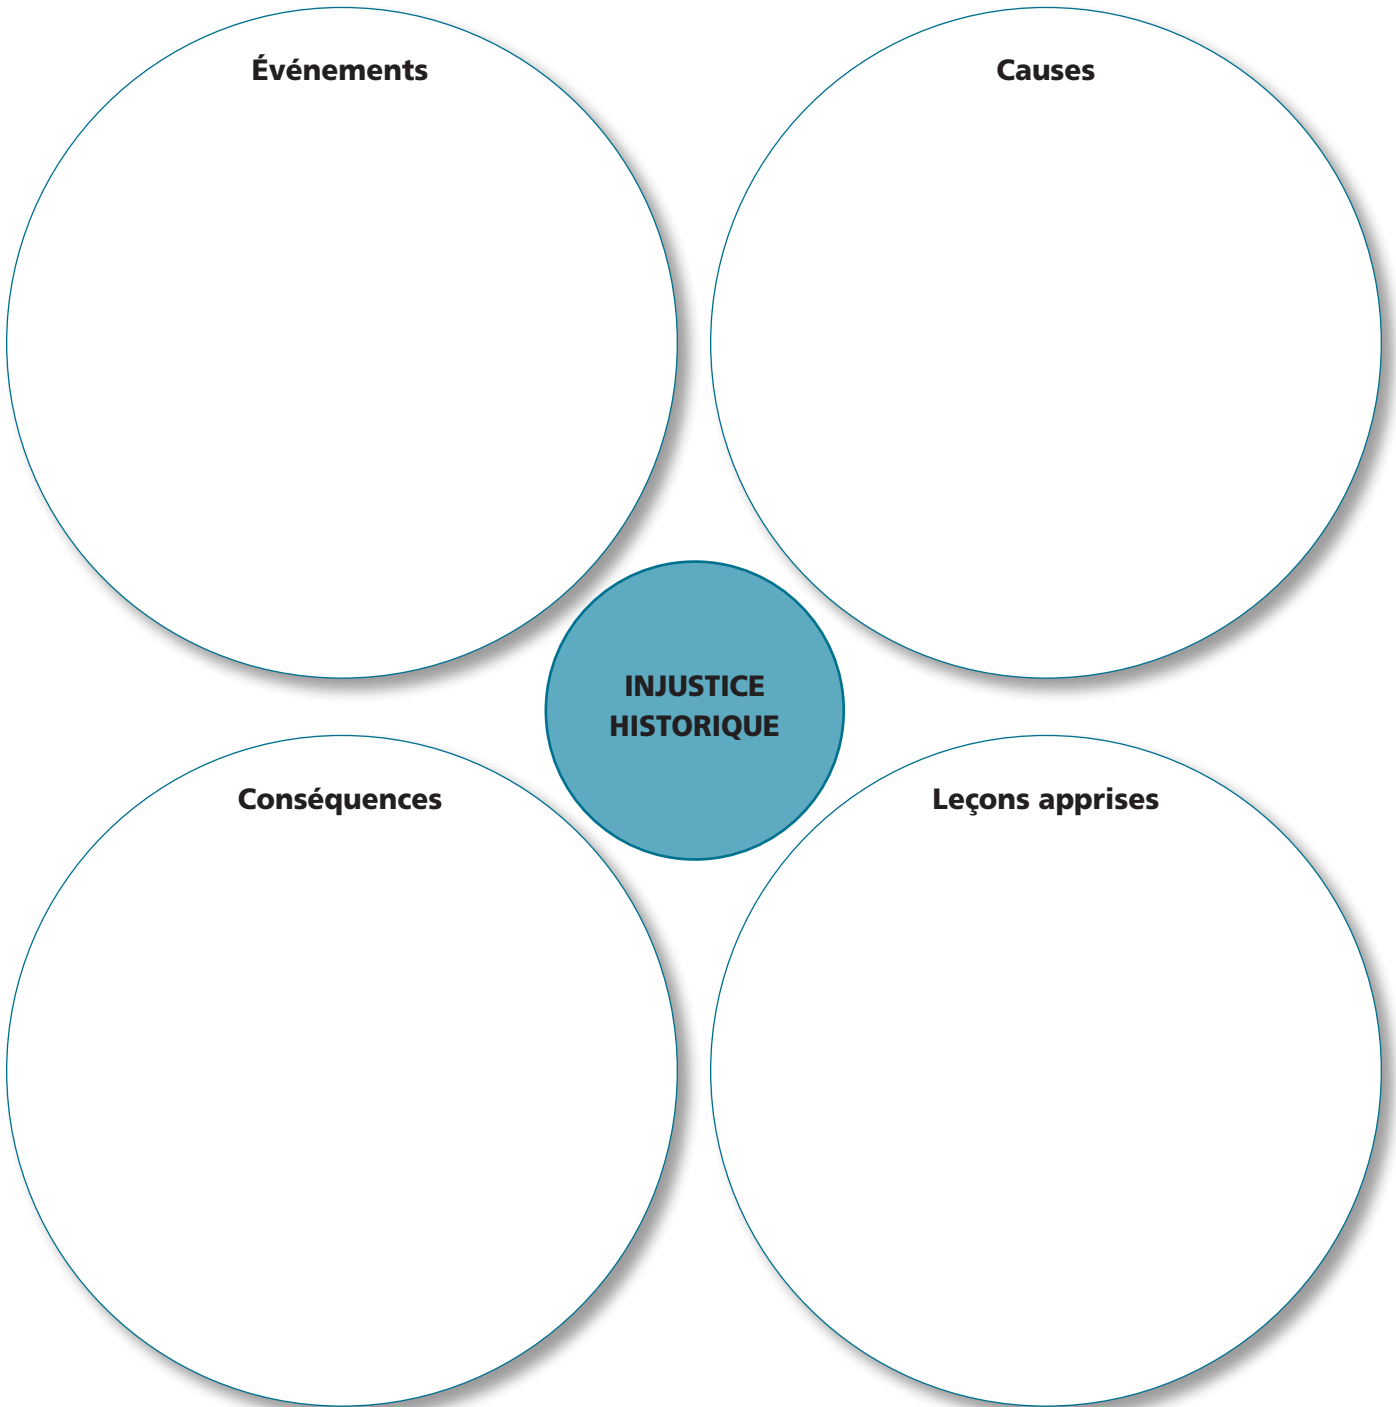 Événements
Causes
INJUSTICE
HISTORIQUE
Conséquences
Leçons apprises